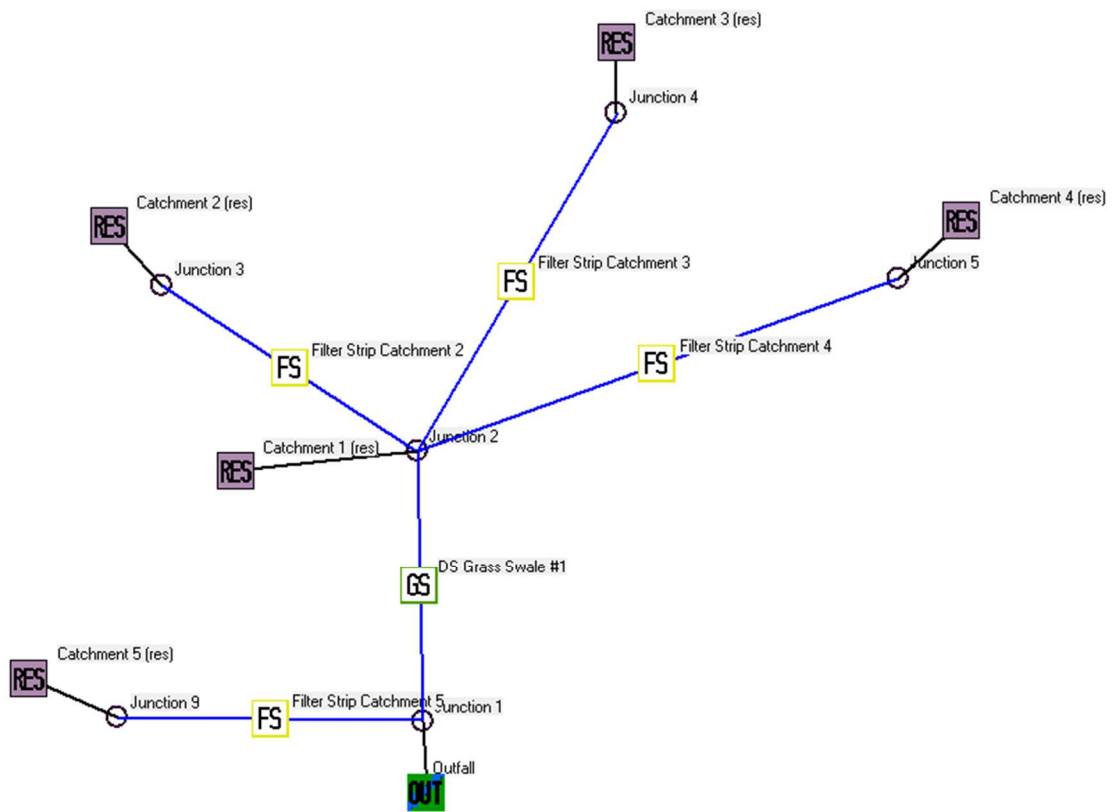 Catchment 3 (res)
RES
Junction 4
Catchment 2 (res)
RES
Catchment 4 (res)
RES
Junction 3
Filter Strip Catchment 3
FS
Junction 5
Filter Strip Catchment 2
FS
Filter Strip Catchment 4
FS
Junction 2
Catchment 1 (res)
RES
DS Grass Swale #1
GS
Catchment 5 (res)
RES
Junction 9
Filter Strip Catchment 5
FS
Junction 1
Outfall
OUT